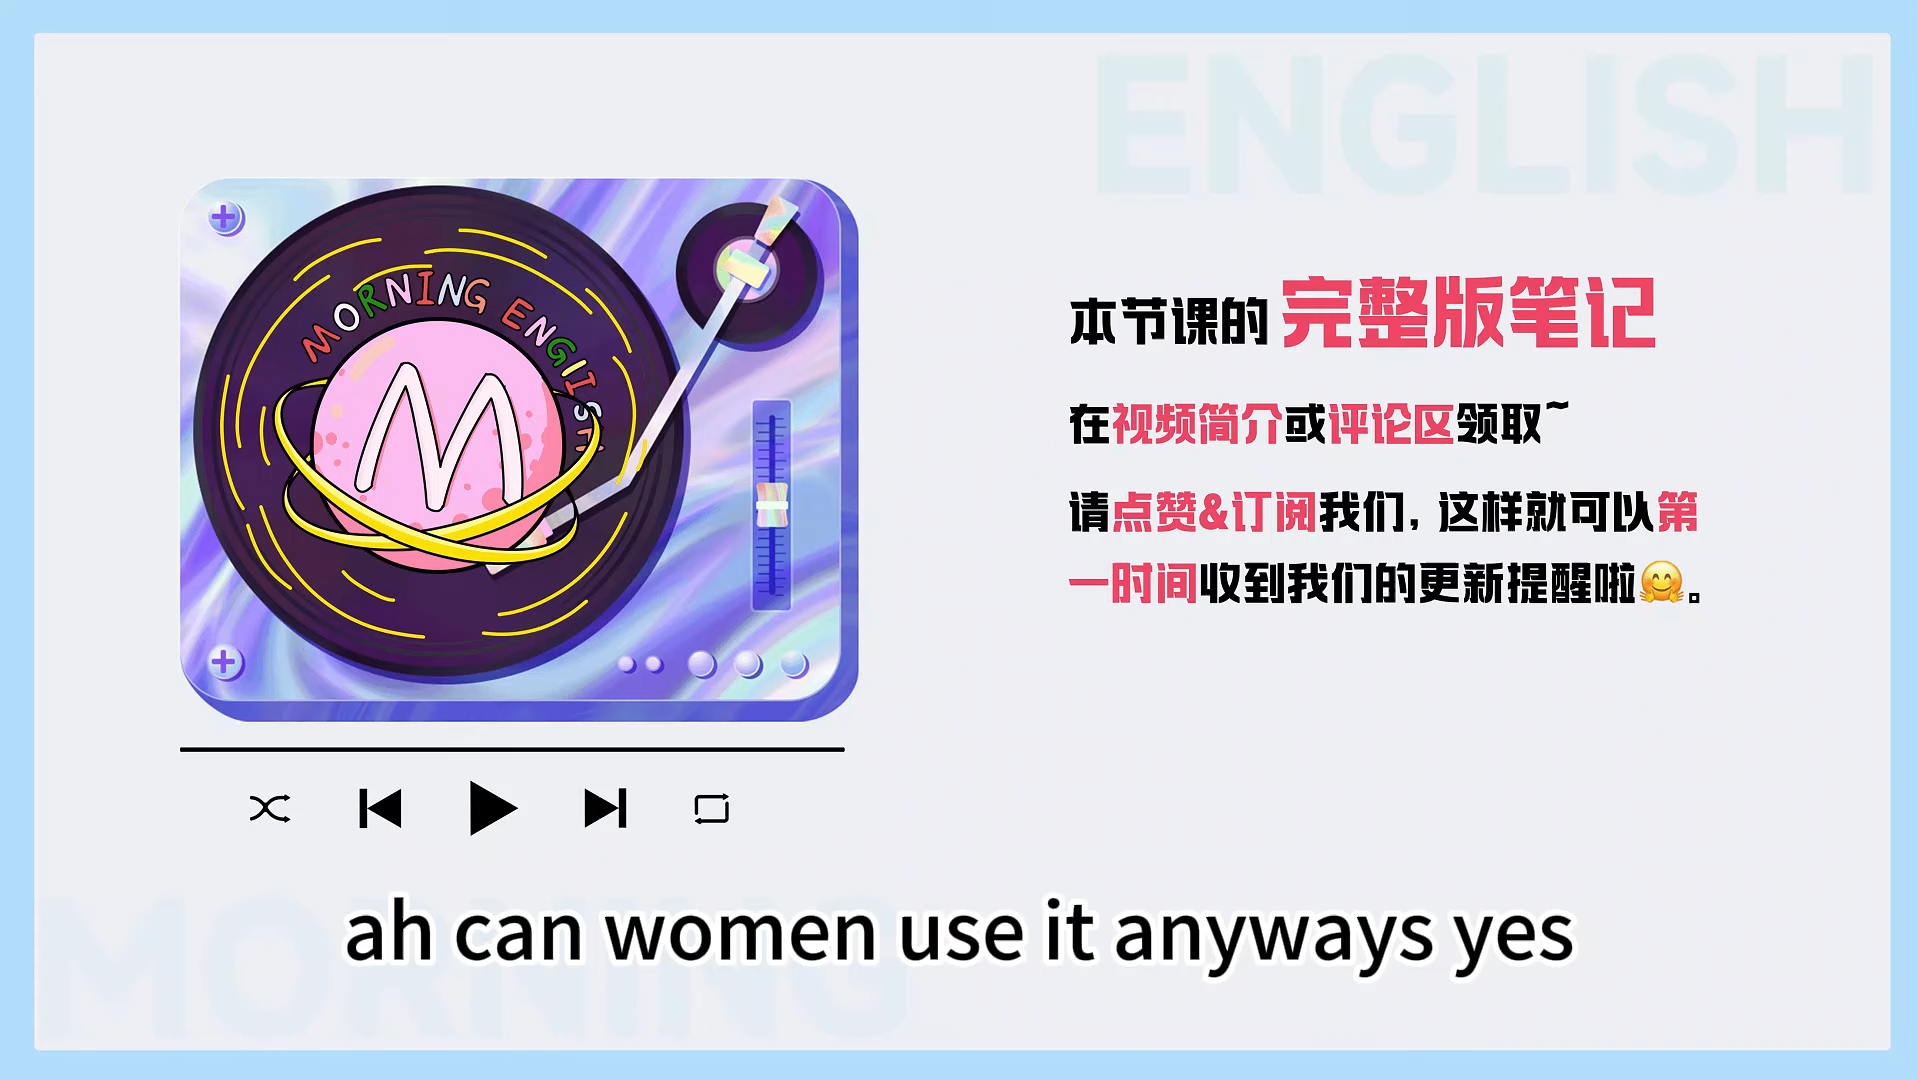 ENGLISH
MORNING ENGlISH
M
本节课的 完整版笔记
在视频简介或评论区领取~
请点赞&订阅我们，这样就可以第
一时间收到我们的更新提醒啦🤗。
MORNING
ah can women use it anyways yes